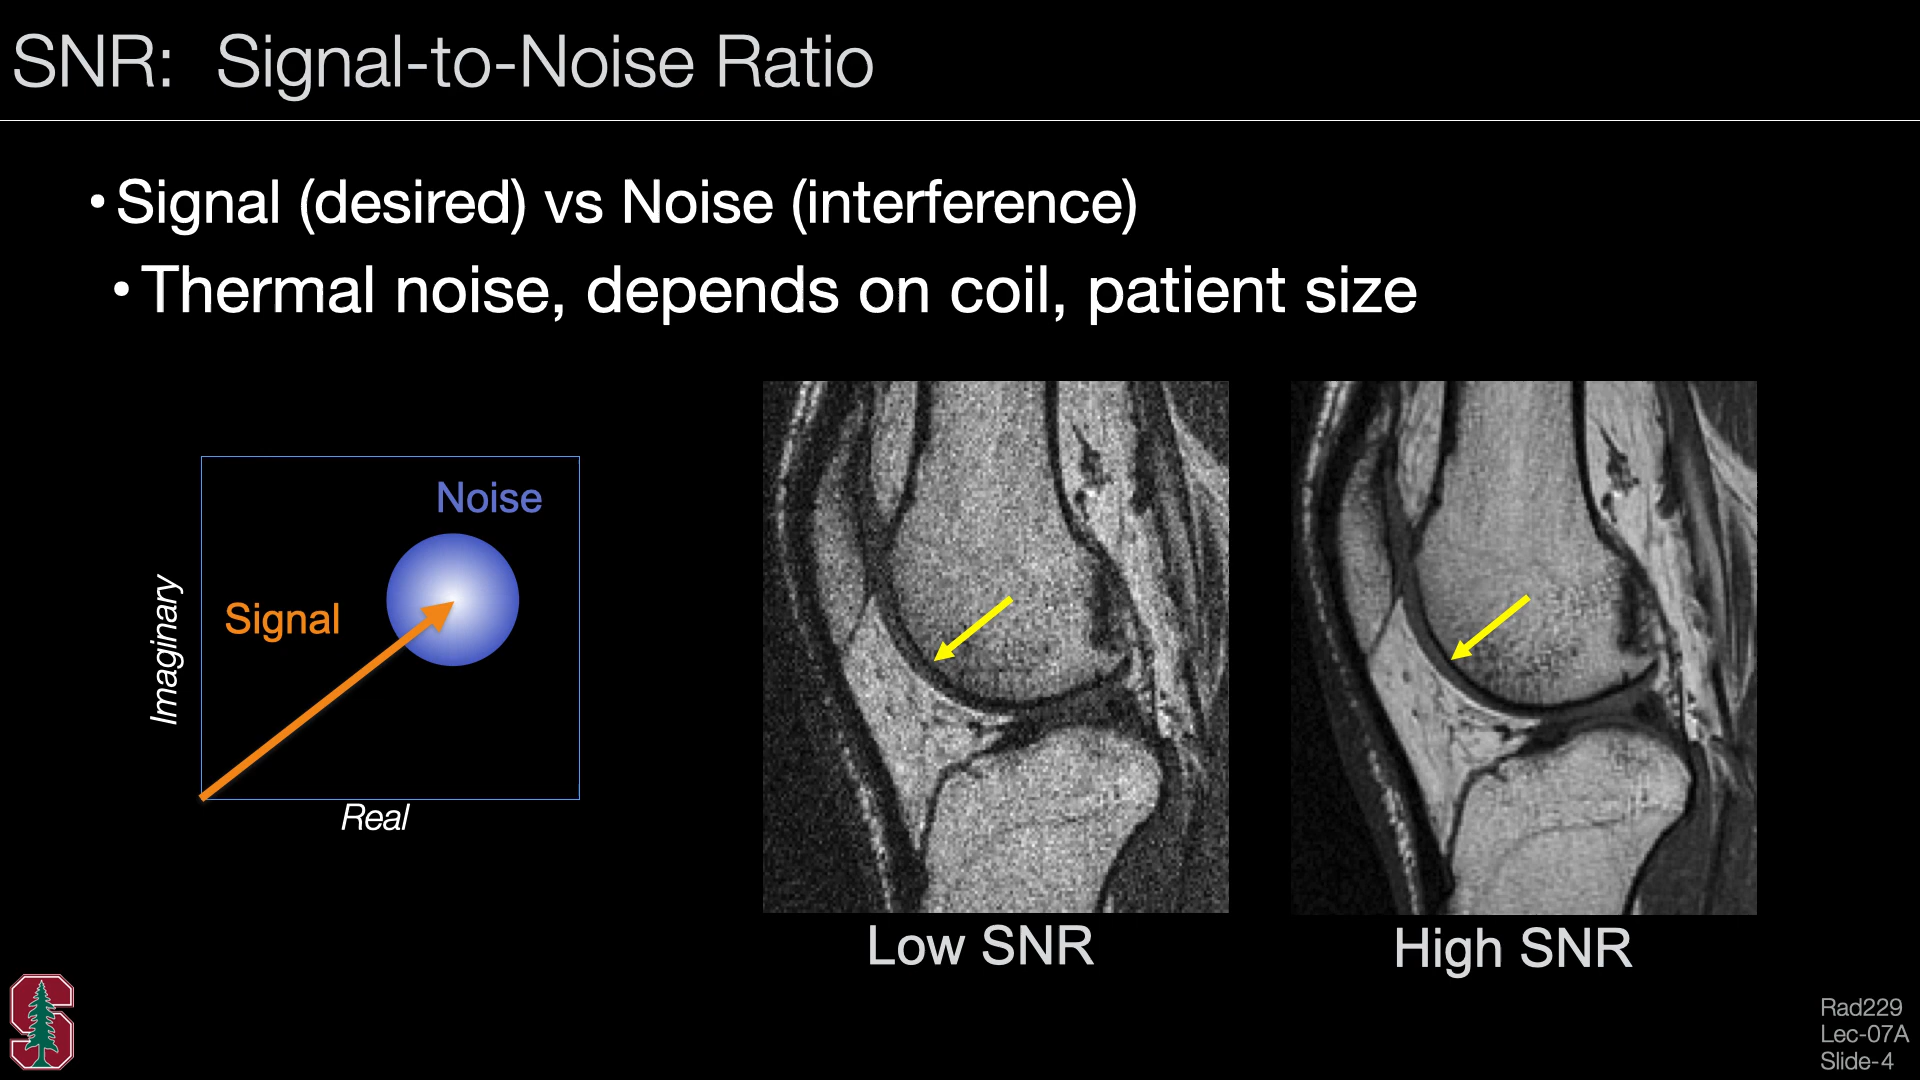 SNR: Signal-to-Noise Ratio
• Signal (desired) vs Noise (interference)
• Thermal noise, depends on coil, patient size
Noise
Signal
Imaginary
Real
Low SNR
High SNR
Rad229
Lec-07A
Slide-4